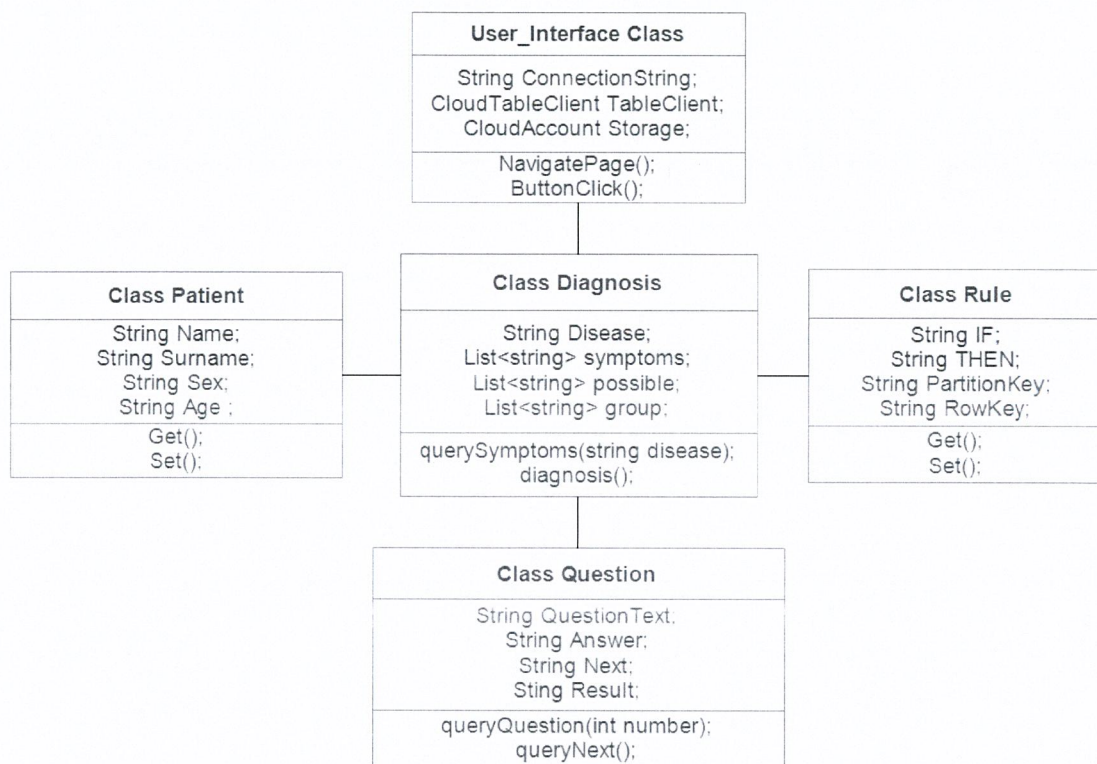 User_Interface Class
String ConnectionString;
CloudTableClient TableClient;
CloudAccount Storage;
NavigatePage();
ButtonClick();
Class Patient
String Name;
String Surname;
String Sex;
String Age ;
Get();
Set();
Class Diagnosis
String Disease;
List<string> symptoms;
List<string> possible;
List<string> group;
querySymptoms(string disease);
diagnosis();
Class Rule
String IF;
String THEN;
String PartitionKey;
String RowKey;
Get();
Set();
Class Question
String QuestionText;
String Answer;
String Next;
Sting Result;
queryQuestion(int number);
queryNext();